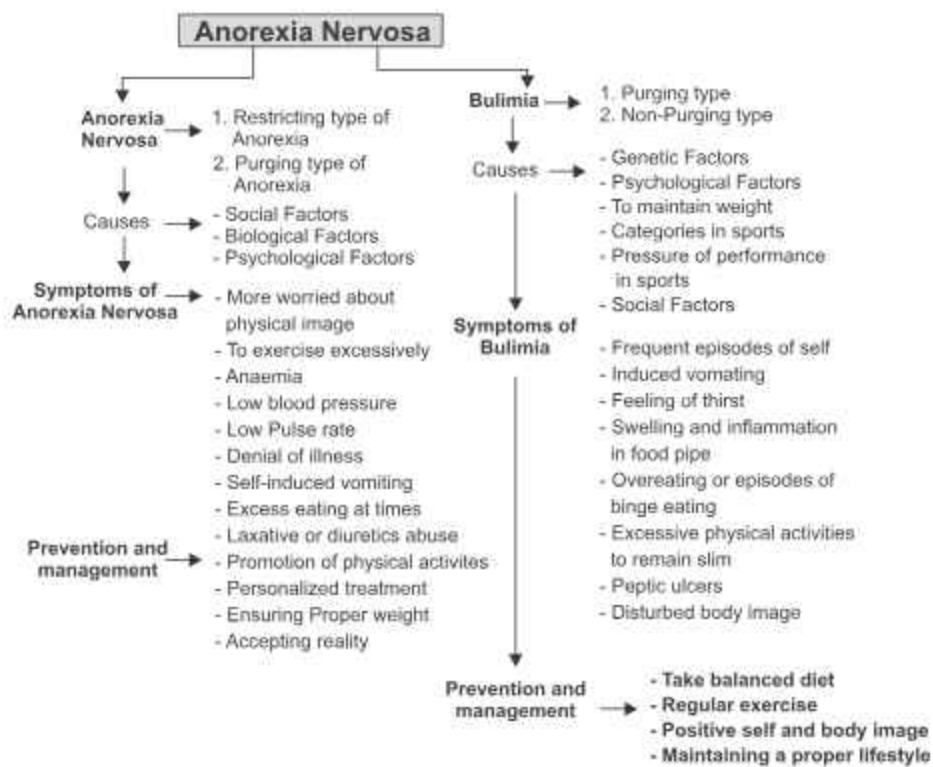 Anorexia Nervosa
Anorexia
Nervosa
1. Restricting type of
Anorexia
2. Purging type of
Anorexia
Causes
- Social Factors
- Biological Factors
- Psychological Factors
Symptoms of
Anorexia Nervosa
- More worried about
physical image
- To exercise excessively
- Anaemia
- Low blood pressure
- Low Pulse rate
- Denial of illness
- Self-induced vomiting
- Excess eating at times
- Laxative or diuretics abuse
Prevention and
management
- Promotion of physical activites
- Personalized treatment
- Ensuring Proper weight
- Accepting reality
Bulimia
1. Purging type
2. Non-Purging type
Causes
- Genetic Factors
- Psychological Factors
- To maintain weight
- Categories in sports
- Pressure of performance
in sports
- Social Factors
Symptoms of
Bulimia
- Frequent episodes of self
- Induced vomating
- Feeling of thirst
- Swelling and inflammation
in food pipe
- Overeating or episodes of
binge eating
- Excessive physical activities
to remain slim
- Peptic ulcers
- Disturbed body image
Prevention and
management
- Take balanced diet
- Regular exercise
- Positive self and body image
- Maintaining a proper lifestyle